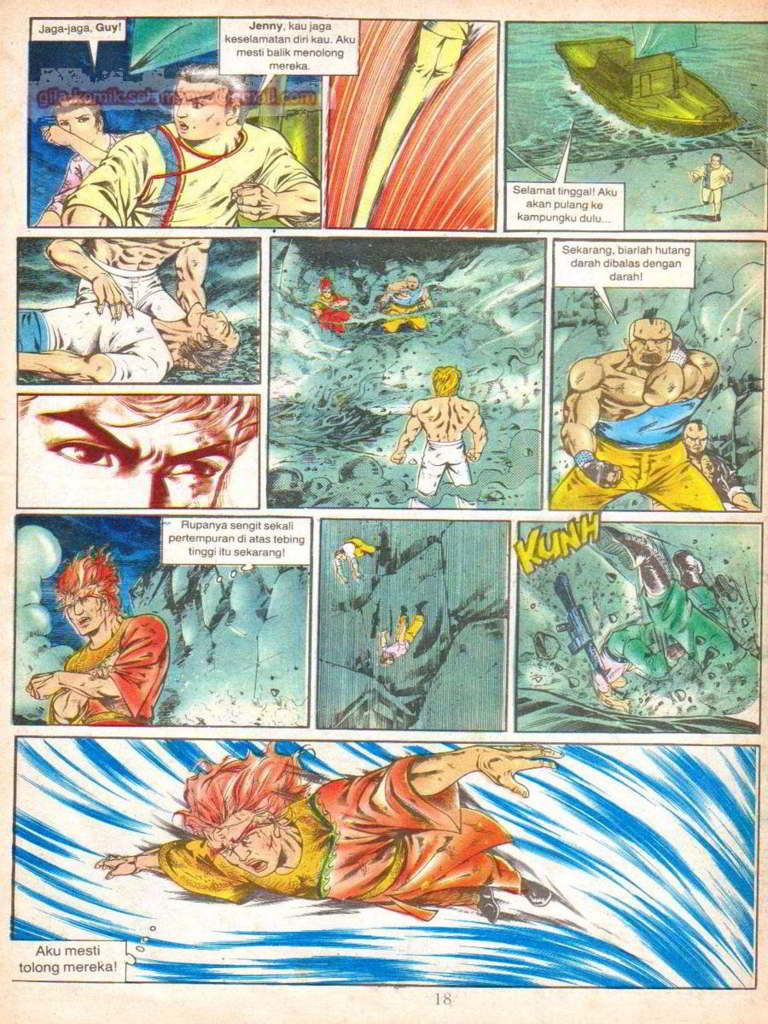 Jaga-jaga, Guy!
Jenny, kau jaga
keselamatan diri kau. Aku
mesti balik menolong
mereka.
Selamat tinggal! Aku
akan pulang ke
kampungku dulu...
Sekarang, biarlah hutang
darah dibalas dengan
darah!
Rupanya sengit sekali
pertempuran di atas tebing
tinggi itu sekarang!
KUNH
Aku mesti
tolong mereka!
18